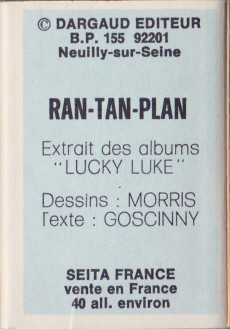 © DARGAUD EDITEUR
B.P. 155 92201
Neuilly-sur-Seine
RAN-TAN-PLAN
Extrait des albums
"LUCKY LUKE"
Dessins : MORRIS
Texte : GOSCINNY
SEITA FRANCE
vente en France
40 all. environ